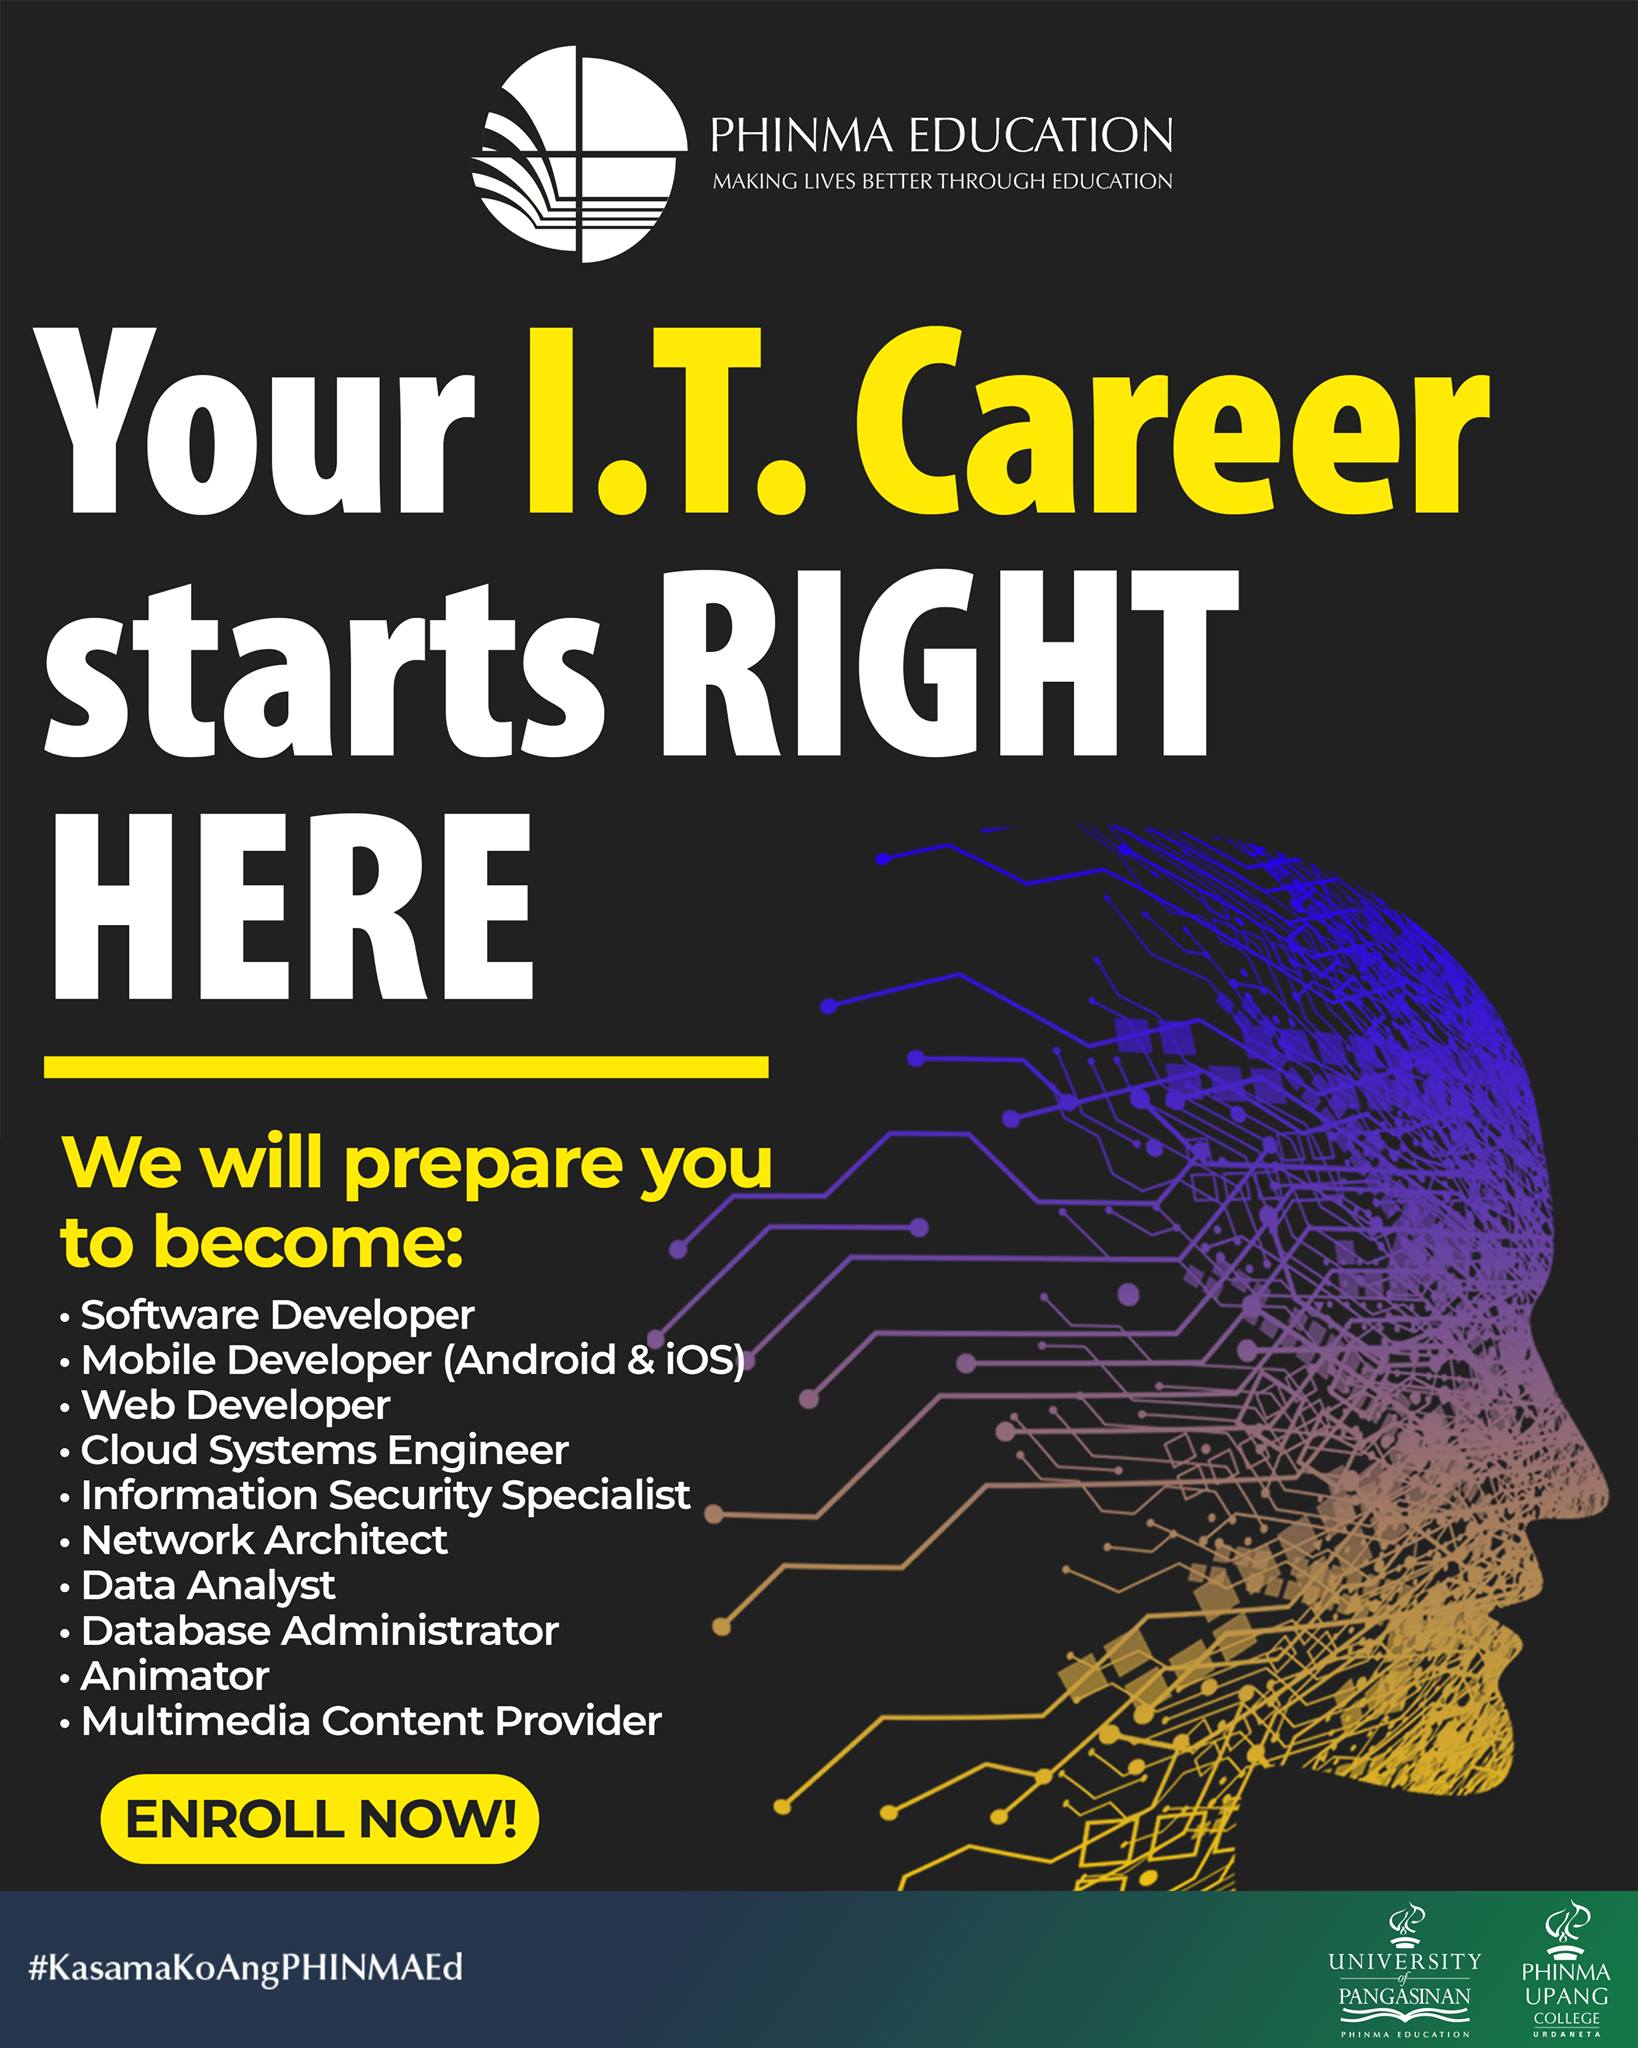 PHINMA EDUCATION
MAKING LIVES BETTER THROUGH EDUCATION
Your I.T. Career
starts RIGHT
HERE
We will prepare you
to become:
• Software Developer
• Mobile Developer (Android & iOS)
• Web Developer
• Cloud Systems Engineer
• Information Security Specialist
• Network Architect
• Data Analyst
• Database Administrator
• Animator
• Multimedia Content Provider
ENROLL NOW!
#KasamaKoAngPHINMAEd
UNIVERSITY
of
PANGASINAN
PHINMA EDUCATION
PHINMA
UPANG
COLLEGE
URDANETA